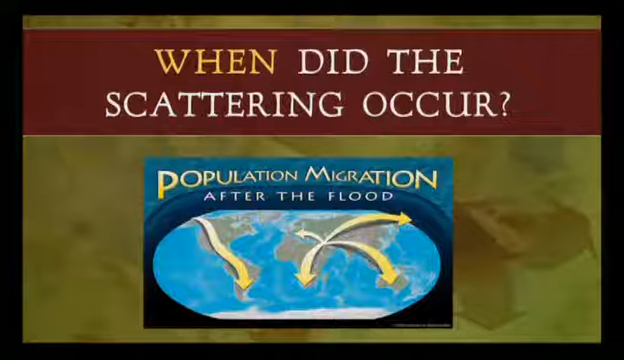 WHEN DID THE
SCATTERING OCCUR?
POPULATION MIGRATION
AFTER THE FLOOD